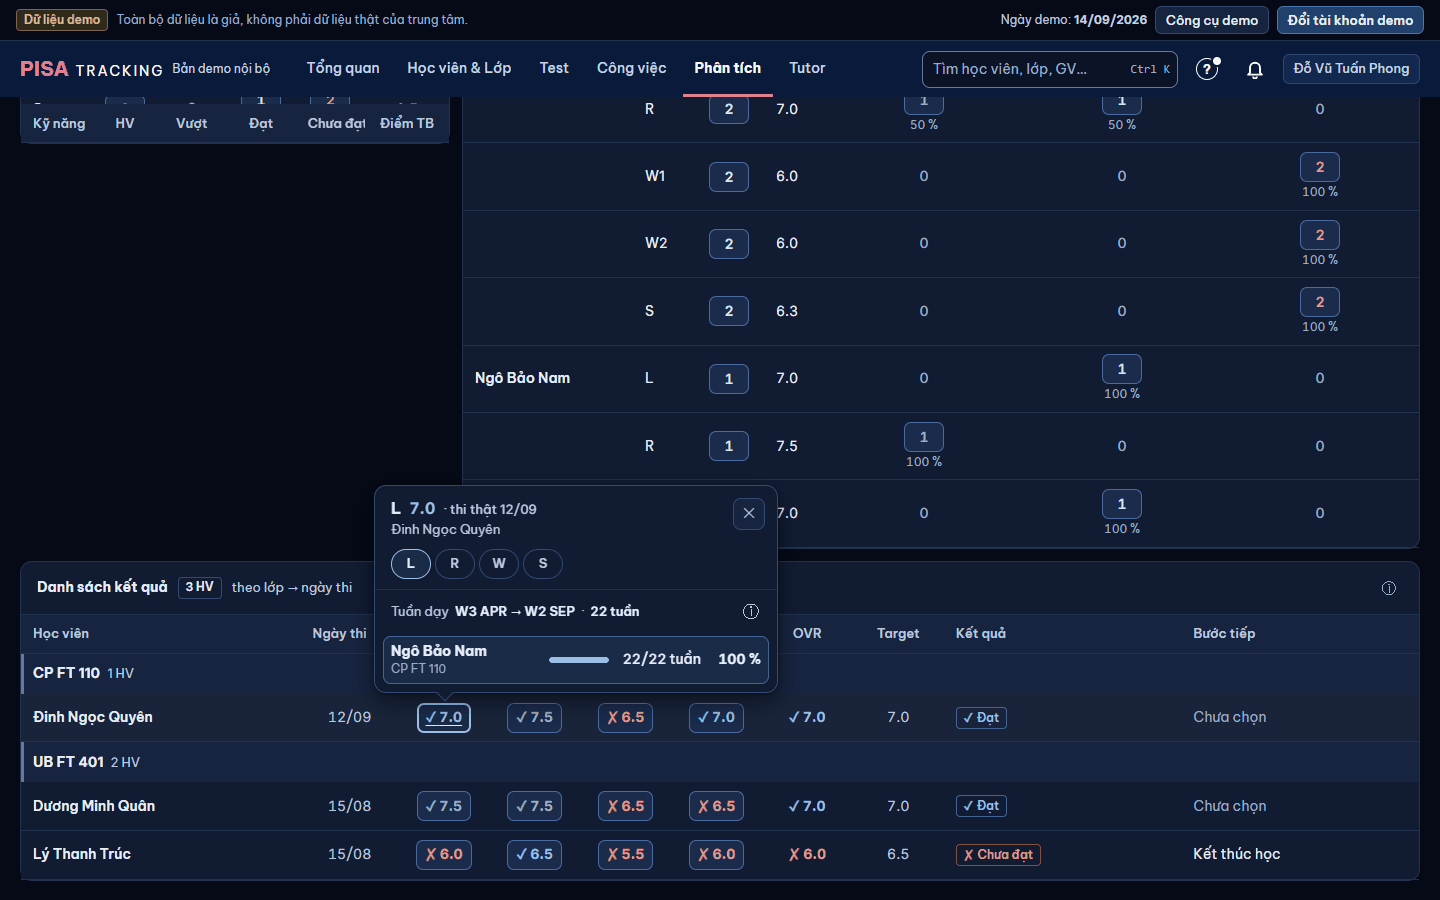 Dữ liệu demo Toàn bộ dữ liệu là giả, không phải dữ liệu thật của trung tâm. Ngày demo: 14/09/2026 Công cụ demo Đổi tài khoản demo
PISA TRACKING Bản demo nội bộ Tổng quan Học viên & Lớp Test Công việc Phân tích Tutor Tìm học viên, lớp, GV... Ctrl K ? Đỗ Vũ Tuấn Phong
1 2
Kỹ năng HV Vượt Đạt Chưa đạt Điểm TB
R 2 7.0 1 1 0
50 % 50 %
W1 2 6.0 0 0 2
100 %
W2 2 6.0 0 0 2
100 %
S 2 6.3 0 0 2
100 %
Ngô Bảo Nam L 1 7.0 0 1 0
100 %
R 1 7.5 1 0 0
100 %
7.0 0 1 0
100 %
L 7.0 · thi thật 12/09
Đinh Ngọc Quyên
L R W S
Tuần dạy W3 APR → W2 SEP · 22 tuần
Ngô Bảo Nam
CP FT 110
22/22 tuần 100 %
Danh sách kết quả 3 HV theo lớp → ngày thi
Học viên Ngày thi OVR Target Kết quả Bước tiếp
CP FT 110 1 HV
Đinh Ngọc Quyên 12/09 ✓ 7.0 ✓ 7.5 ✗ 6.5 ✓ 7.0 ✓ 7.0 7.0 ✓ Đạt Chưa chọn
UB FT 401 2 HV
Dương Minh Quân 15/08 ✓ 7.5 ✓ 7.5 ✗ 6.5 ✗ 6.5 ✓ 7.0 7.0 ✓ Đạt Chưa chọn
Lý Thanh Trúc 15/08 ✗ 6.0 ✓ 6.5 ✗ 5.5 ✗ 6.0 ✗ 6.0 6.5 ✗ Chưa đạt Kết thúc học